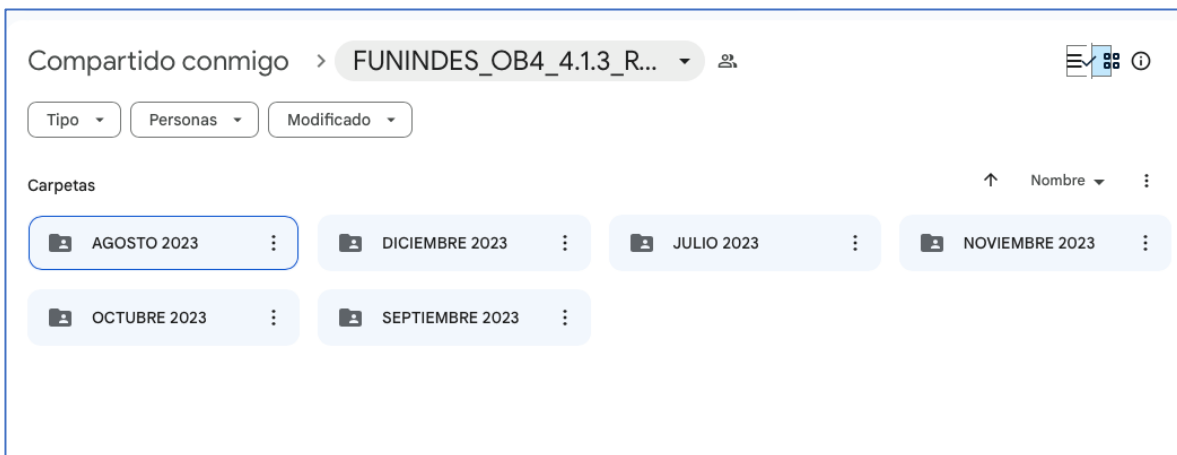 Compartido conmigo > FUNINDES_OB4_4.1.3_R...
Tipo Personas Modificado
Carpetas Nombre
AGOSTO 2023 DICIEMBRE 2023 JULIO 2023 NOVIEMBRE 2023
OCTUBRE 2023 SEPTIEMBRE 2023